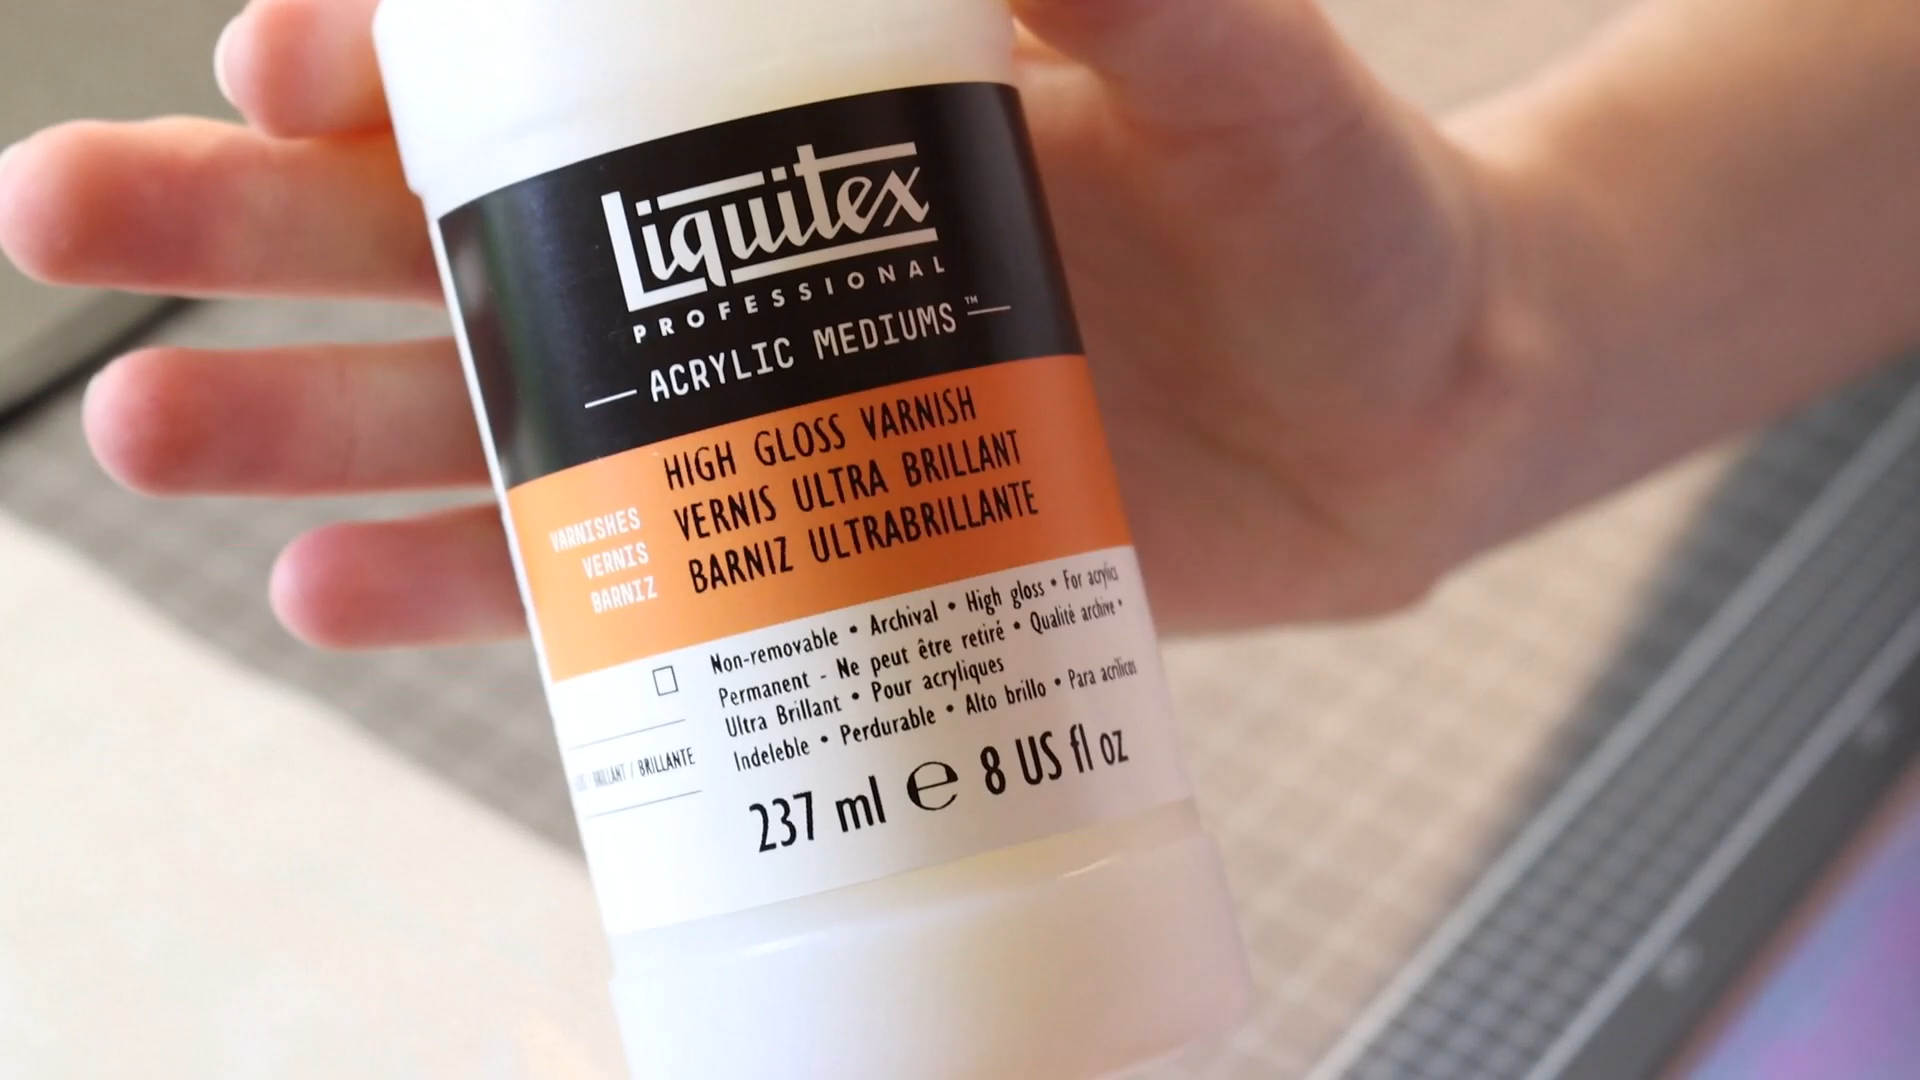 Liquitex
PROFESSIONAL
ACRYLIC MEDIUMS™
HIGH GLOSS VARNISH
VERNIS ULTRA BRILLANT
BARNIZ ULTRABRILLANTE
VARNISHES
VERNIS
BARNIZ
Non-removable • Archival • High gloss • For acrylics
Permanent - Ne peut être retiré • Qualité archive •
Ultra Brillant • Pour acryliques
Indeleble • Perdurable • Alto brillo • Para acrílicos
/ BRILLANT / BRILLANTE
237 ml ℮ 8 US fl oz